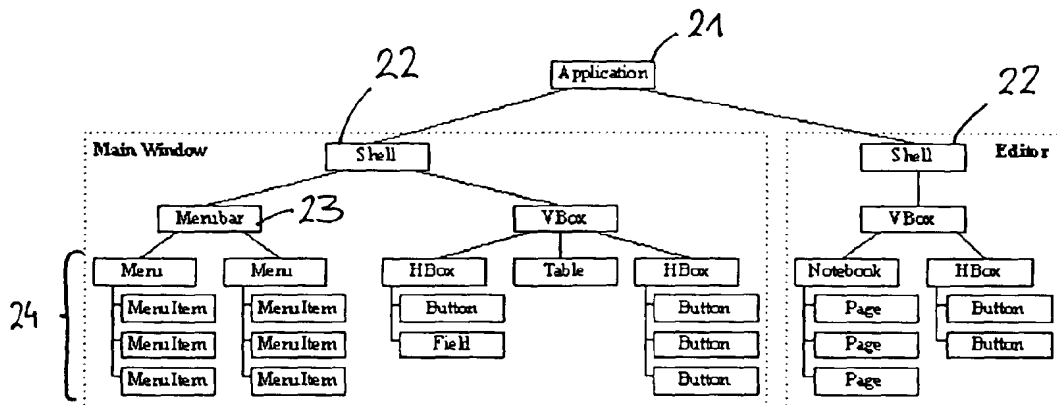 21
22
Application
22
Main Window
Shell
Shell
Editor
Menubar
23
VBox
VBox
24
Menu Menu HBox Table HBox Notebook HBox
MenuItem MenuItem Button Button Page Button
MenuItem MenuItem Field Button Page Button
MenuItem MenuItem Button Page